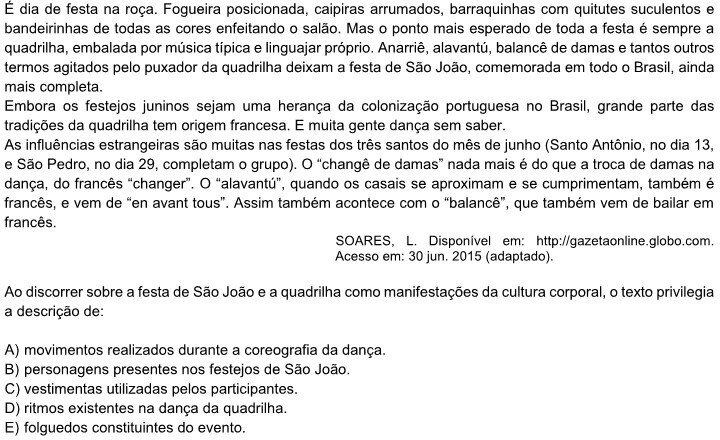 É dia de festa na roça. Fogueira posicionada, caipiras arrumados, barraquinhas com quitutes suculentos e
bandeirinhas de todas as cores enfeitando o salão. Mas o ponto mais esperado de toda a festa é sempre a
quadrilha, embalada por música típica e linguajar próprio. Anarriê, alavantú, balancê de damas e tantos outros
termos agitados pelo puxador da quadrilha deixam a festa de São João, comemorada em todo o Brasil, ainda
mais completa.
Embora os festejos juninos sejam uma herança da colonização portuguesa no Brasil, grande parte das
tradições da quadrilha tem origem francesa. E muita gente dança sem saber.
As influências estrangeiras são muitas nas festas dos três santos do mês de junho (Santo Antônio, no dia 13,
e São Pedro, no dia 29, completam o grupo). O “changê de damas” nada mais é do que a troca de damas na
dança, do francês “changer”. O “alavantú”, quando os casais se aproximam e se cumprimentam, também é
francês, e vem de “en avant tous”. Assim também acontece com o “balancê”, que também vem de bailar em
francês.
SOARES, L. Disponível em: http://gazetaonline.globo.com.
Acesso em: 30 jun. 2015 (adaptado).
Ao discorrer sobre a festa de São João e a quadrilha como manifestações da cultura corporal, o texto privilegia
a descrição de:
A) movimentos realizados durante a coreografia da dança.
B) personagens presentes nos festejos de São João.
C) vestimentas utilizadas pelos participantes.
D) ritmos existentes na dança da quadrilha.
E) folguedos constituintes do evento.